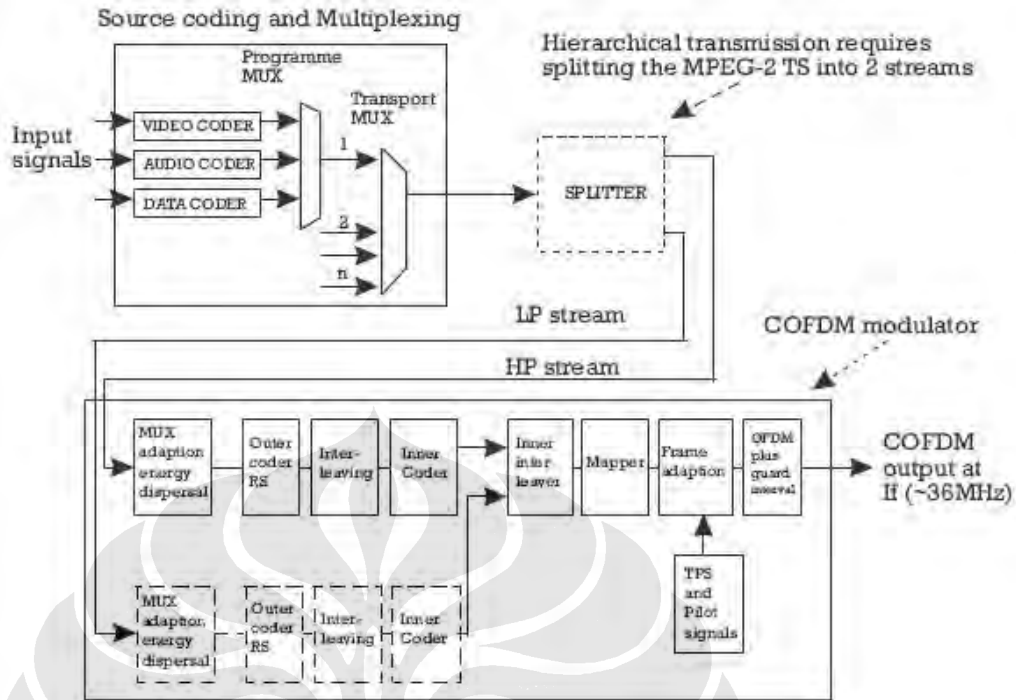 Source coding and Multiplexing
Programme
MUX
Transport
MUX
Input
signals
VIDEO CODER
AUDIO CODER
DATA CODER
1
2
n
Hierarchical transmission requires
splitting the MPEG-2 TS into 2 streams
SPLITTER
LP stream
HP stream
COFDM modulator
MUX
adaption
energy
dispersal
Outer
coder
RS
Inter-
leaving
Inner
Coder
Inner
inter
leaver
Mapper
Frame
adaption
OFDM
plus
guard
interval
COFDM
output at
If (~36MHz)
TPS
and
Pilot
signals
MUX
adaption
energy
dispersal
Outer
coder
RS
Inter-
leaving
Inner
Coder